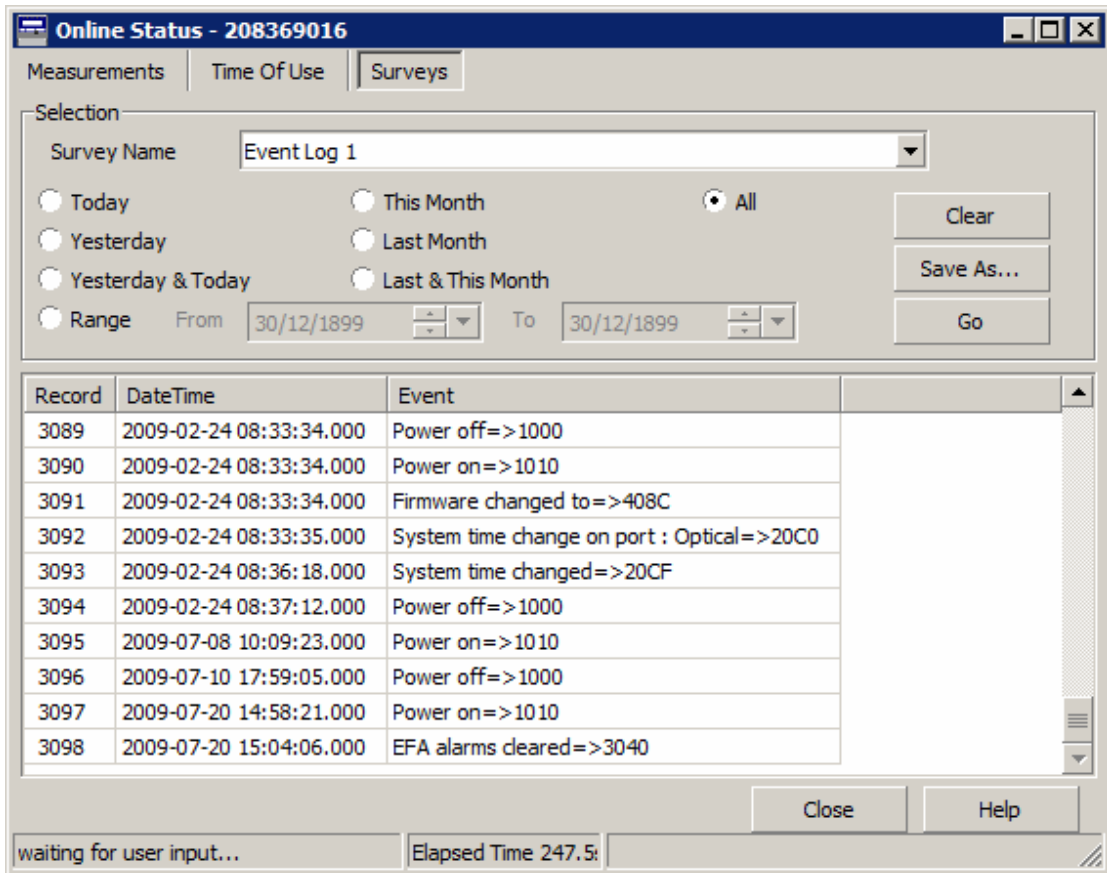 Online Status - 208369016
Measurements Time Of Use Surveys
Selection
Survey Name Event Log 1
Today This Month All Clear
Yesterday Last Month
Yesterday & Today Last & This Month Save As...
Range From 30/12/1899 To 30/12/1899 Go
Record DateTime Event
3089 2009-02-24 08:33:34.000 Power off=>1000
3090 2009-02-24 08:33:34.000 Power on=>1010
3091 2009-02-24 08:33:34.000 Firmware changed to=>408C
3092 2009-02-24 08:33:35.000 System time change on port : Optical=>20C0
3093 2009-02-24 08:36:18.000 System time changed=>20CF
3094 2009-02-24 08:37:12.000 Power off=>1000
3095 2009-07-08 10:09:23.000 Power on=>1010
3096 2009-07-10 17:59:05.000 Power off=>1000
3097 2009-07-20 14:58:21.000 Power on=>1010
3098 2009-07-20 15:04:06.000 EFA alarms cleared=>3040
Close Help
waiting for user input... Elapsed Time 247.5